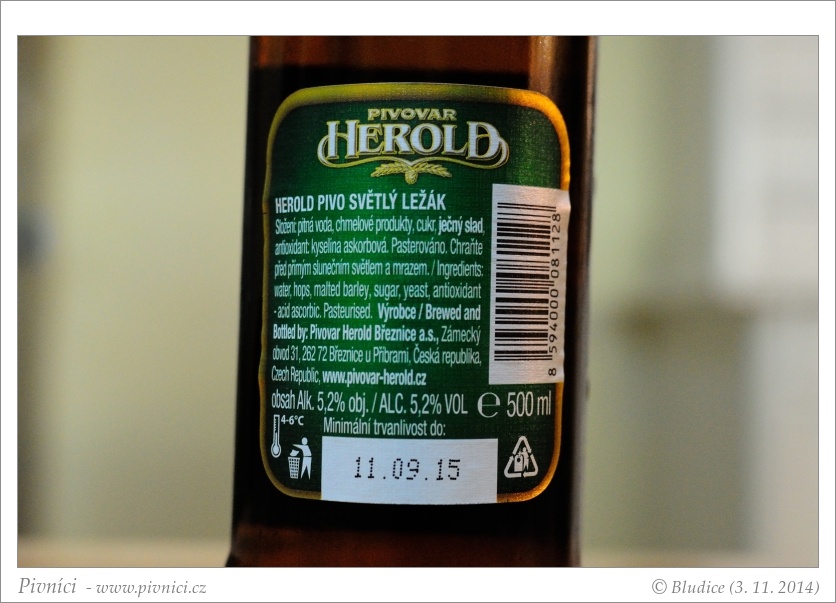 PIVOVAR
HEROLD
HEROLD PIVO SVĚTLÝ LEŽÁK
Složení: pitná voda, chmelové produkty, cukr, ječný slad,
antioxidant: kyselina askorbová. Pasterováno. Chraňte
před přímým slunečním světlem a mrazem. / Ingredients:
water, hops, malted barley, sugar, yeast, antioxidant
- acid ascorbic. Pasteurised. Výrobce / Brewed and
Bottled by: Pivovar Herold Březnice a.s., Zámecký
obvod 31, 262 72 Březnice u Příbrami, Česká republika,
Czech Republic, www.pivovar-herold.cz
obsah Alk. 5,2% obj. / ALC. 5,2% VOL ℮ 500 ml
4-6°C
Minimální trvanlivost do:
11.09.15
8 594000 081128
Pivníci - www.pivnici.cz
© Bludice (3. 11. 2014)